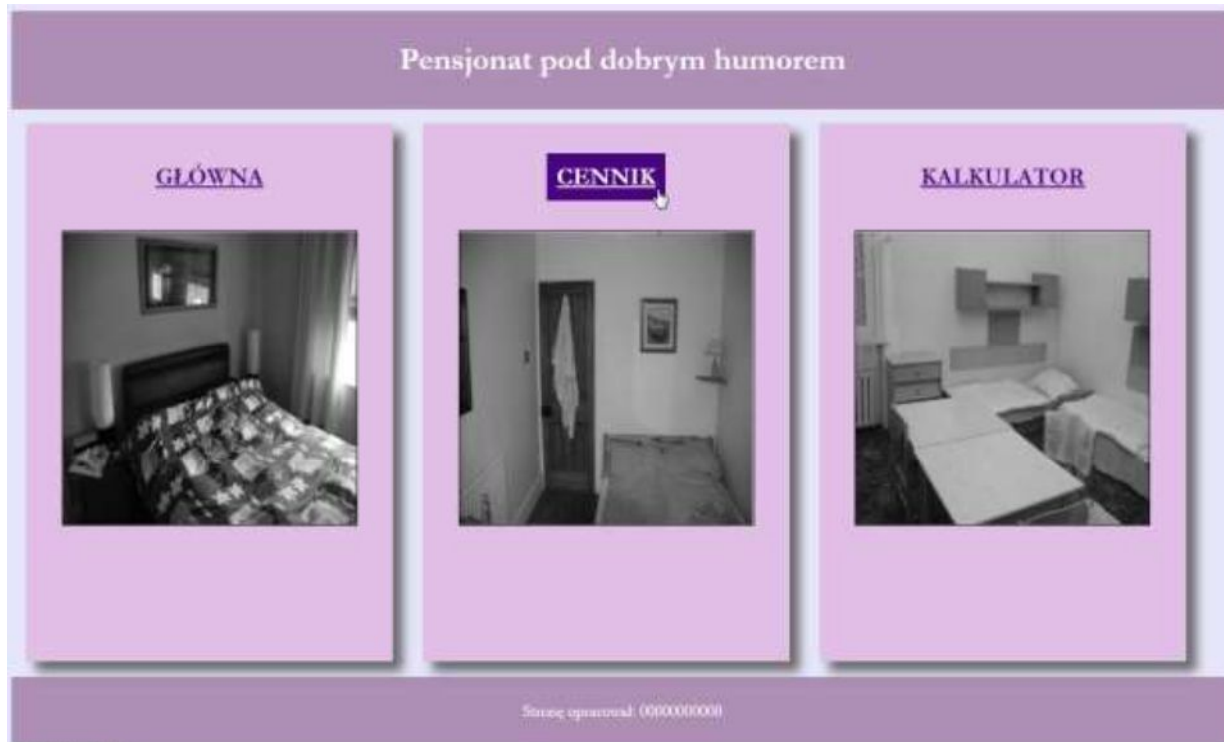 Pensjonat pod dobrym humorem
GŁÓWNA
CENNIK
KALKULATOR
Stronę opracował: 00000000000